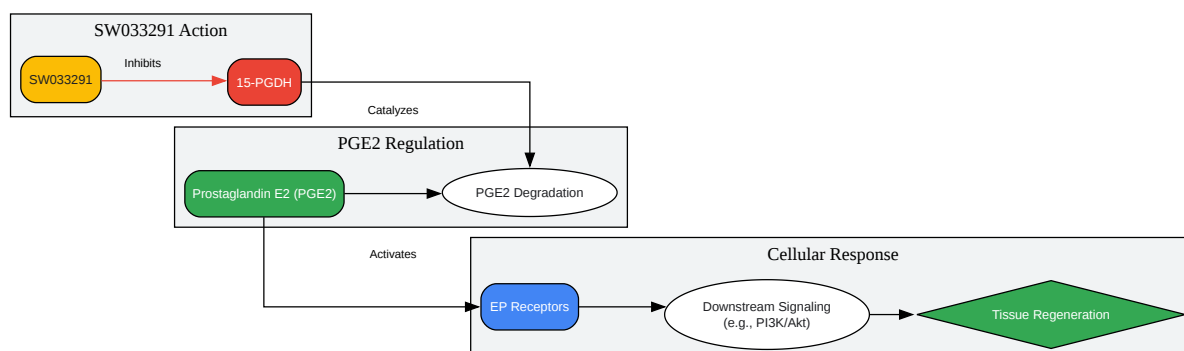 SW033291 Action
Inhibits
SW033291
15-PGDH
Catalyzes
PGE2 Regulation
Prostaglandin E2 (PGE2)
PGE2 Degradation
Activates
Cellular Response
EP Receptors
Downstream Signaling
(e.g., PI3K/Akt)
Tissue Regeneration